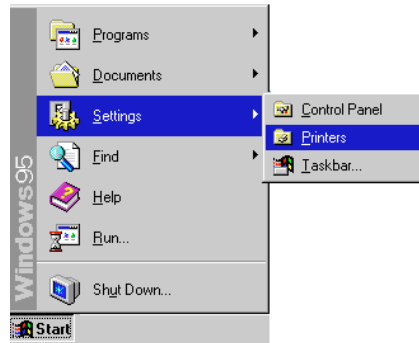 Programs
Documents
Settings
Find
Help
Run...
Shut Down...
Control Panel
Printers
Taskbar...
Windows95
Start